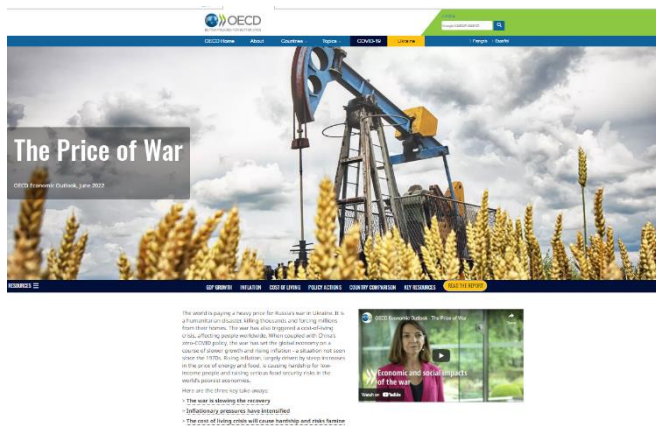 OECD
BETTER POLICIES FOR BETTER LIVES
OECD Home About Countries Topics COVID-19 Ukraine Français Español
The Price of War
OECD Economic Outlook, June 2022
RESOURCES
GDP GROWTH INFLATION COST OF LIVING POLICY ACTIONS COUNTRY COMPARISON KEY RESOURCES READ THE REPORT
The world is paying a heavy price for Russia's war in Ukraine. It is
a humanitarian disaster, killing thousands and forcing millions
from their homes. The war has also triggered a cost-of-living
crisis, affecting people worldwide. When coupled with China's
zero-COVID policy, the war has set the global economy on a
course of slower growth and rising inflation - a situation not seen
since the 1970s. Rising inflation, largely driven by steep increases
in the price of energy and food, is causing hardship for low-
income people and raising serious food security risks in the
world's poorest economies.
Here are the three key take aways:
> The war is slowing the recovery
> Inflationary pressures have intensified
> The cost of living crisis will cause hardship and risks famine
OECD Economic Outlook - The Price of War
Share
Economic and social impacts
of the war
Watch on YouTube